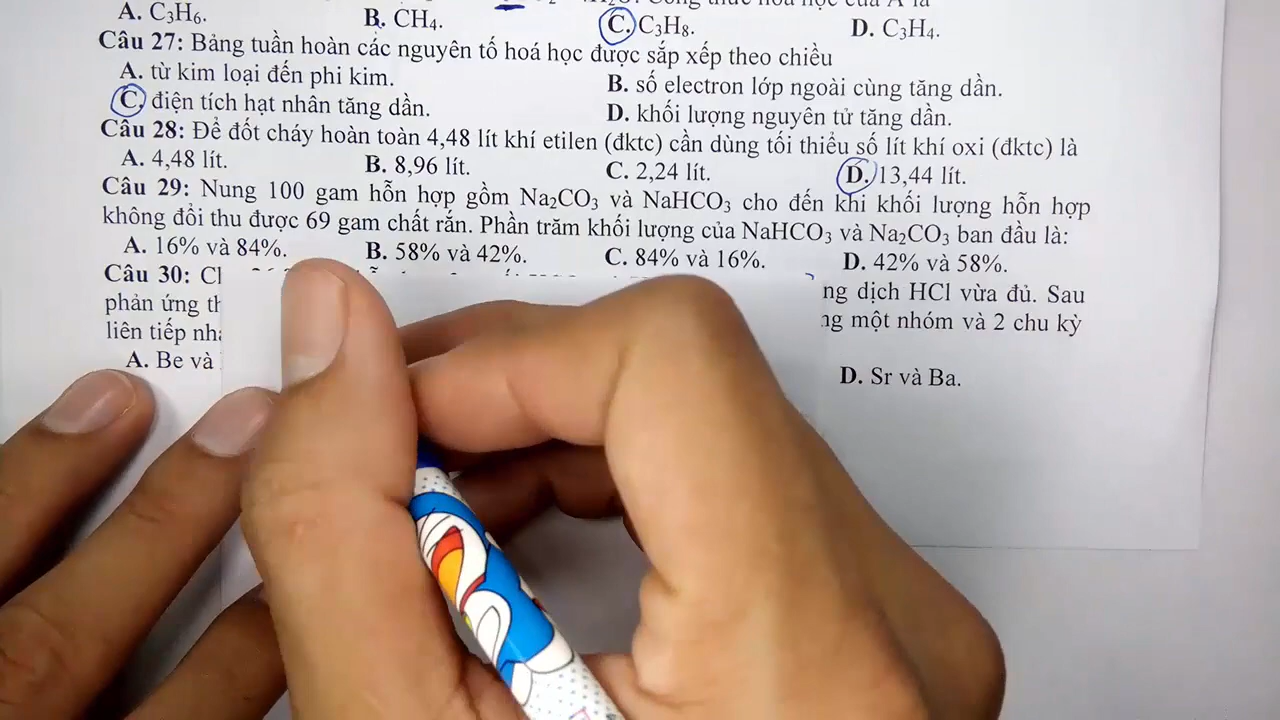 Công thức hoá học của A là
A. C₃H₆. B. CH₄. C. C₃H₈. D. C₃H₄.
Câu 27: Bảng tuần hoàn các nguyên tố hoá học được sắp xếp theo chiều
A. từ kim loại đến phi kim. B. số electron lớp ngoài cùng tăng dần.
C. điện tích hạt nhân tăng dần. D. khối lượng nguyên tử tăng dần.
Câu 28: Để đốt cháy hoàn toàn 4,48 lít khí etilen (đktc) cần dùng tối thiểu số lít khí oxi (đktc) là
A. 4,48 lít. B. 8,96 lít. C. 2,24 lít. D. 13,44 lít.
Câu 29: Nung 100 gam hỗn hợp gồm Na₂CO₃ và NaHCO₃ cho đến khi khối lượng hỗn hợp
không đổi thu được 69 gam chất rắn. Phần trăm khối lượng của NaHCO₃ và Na₂CO₃ ban đầu là:
A. 16% và 84%. B. 58% và 42%. C. 84% và 16%. D. 42% và 58%.
Câu 30: ng dịch HCl vừa đủ. Sau
phản ứng một nhóm và 2 chu kỳ
liên tiếp
A. Be và D. Sr và Ba.